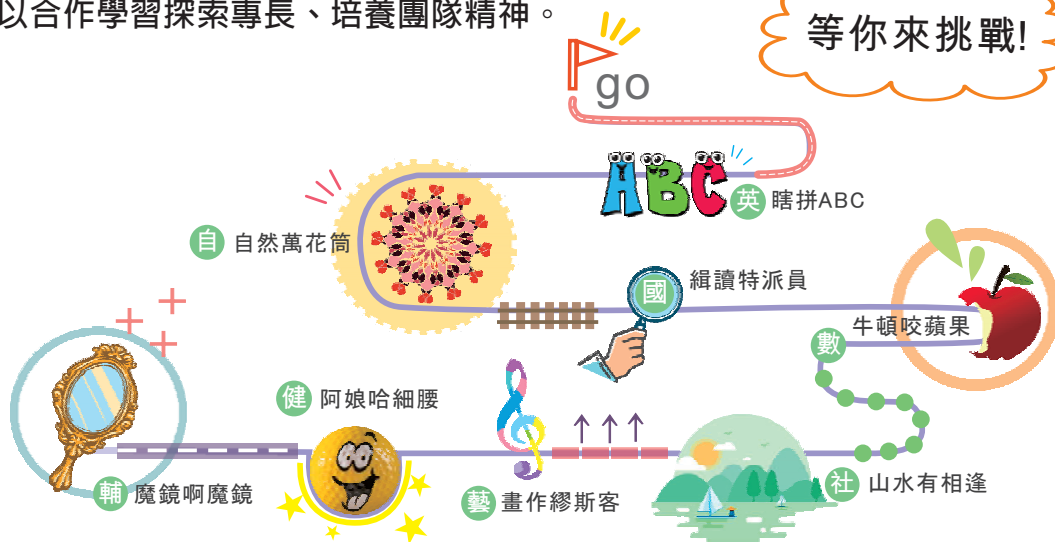 以合作學習探索專長、培養團隊精神。
等你來挑戰!
go
ABC
英 瞎拼ABC
自 自然萬花筒
國 緝讀特派員
牛頓咬蘋果
數
健 阿娘哈細腰
輔 魔鏡啊魔鏡
藝 畫作繆斯客
社 山水有相逢